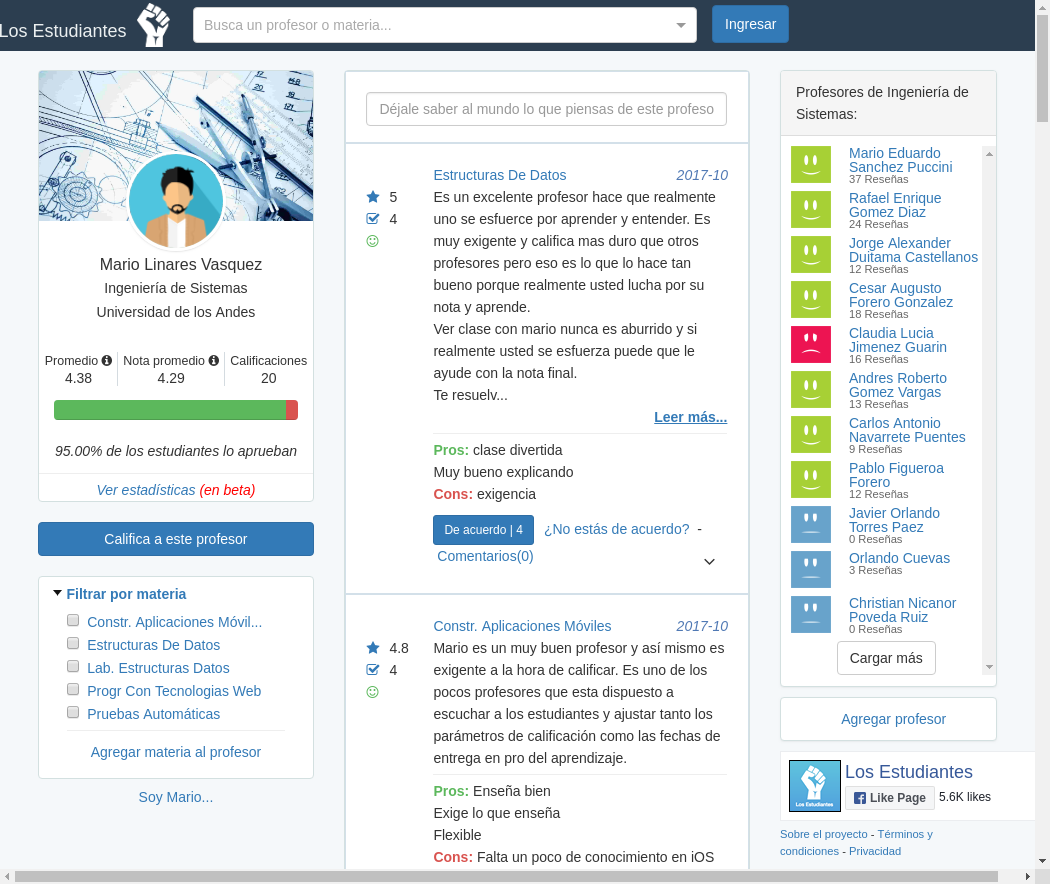 Los Estudiantes
Busca un profesor o materia...
Ingresar
Mario Linares Vasquez
Ingeniería de Sistemas
Universidad de los Andes
Promedio Nota promedio Calificaciones
4.38 4.29 20
95.00% de los estudiantes lo aprueban
Ver estadísticas (en beta)
Califica a este profesor
Filtrar por materia
Constr. Aplicaciones Móvil...
Estructuras De Datos
Lab. Estructuras Datos
Progr Con Tecnologias Web
Pruebas Automáticas
Agregar materia al profesor
Soy Mario...
Déjale saber al mundo lo que piensas de este profeso
Estructuras De Datos 2017-10
5
4
Es un excelente profesor hace que realmente
uno se esfuerce por aprender y entender. Es
muy exigente y califica mas duro que otros
profesores pero eso es lo que lo hace tan
bueno porque realmente usted lucha por su
nota y aprende.
Ver clase con mario nunca es aburrido y si
realmente usted se esfuerza puede que le
ayude con la nota final.
Te resuelv...
Leer más...
Pros: clase divertida
Muy bueno explicando
Cons: exigencia
De acuerdo | 4 ¿No estás de acuerdo? -
Comentarios(0)
Constr. Aplicaciones Móviles 2017-10
4.8
4
Mario es un muy buen profesor y así mismo es
exigente a la hora de calificar. Es uno de los
pocos profesores que esta dispuesto a
escuchar a los estudiantes y ajustar tanto los
parámetros de calificación como las fechas de
entrega en pro del aprendizaje.
Pros: Enseña bien
Exige lo que enseña
Flexible
Cons: Falta un poco de conocimiento en iOS
Profesores de Ingeniería de
Sistemas:
Mario Eduardo
Sanchez Puccini
37 Reseñas
Rafael Enrique
Gomez Diaz
24 Reseñas
Jorge Alexander
Duitama Castellanos
12 Reseñas
Cesar Augusto
Forero Gonzalez
18 Reseñas
Claudia Lucia
Jimenez Guarin
16 Reseñas
Andres Roberto
Gomez Vargas
13 Reseñas
Carlos Antonio
Navarrete Puentes
9 Reseñas
Pablo Figueroa
Forero
12 Reseñas
Javier Orlando
Torres Paez
0 Reseñas
Orlando Cuevas
3 Reseñas
Christian Nicanor
Poveda Ruiz
0 Reseñas
Cargar más
Agregar profesor
Los Estudiantes
Los Estudiantes
Like Page 5.6K likes
Sobre el proyecto - Términos y
condiciones - Privacidad